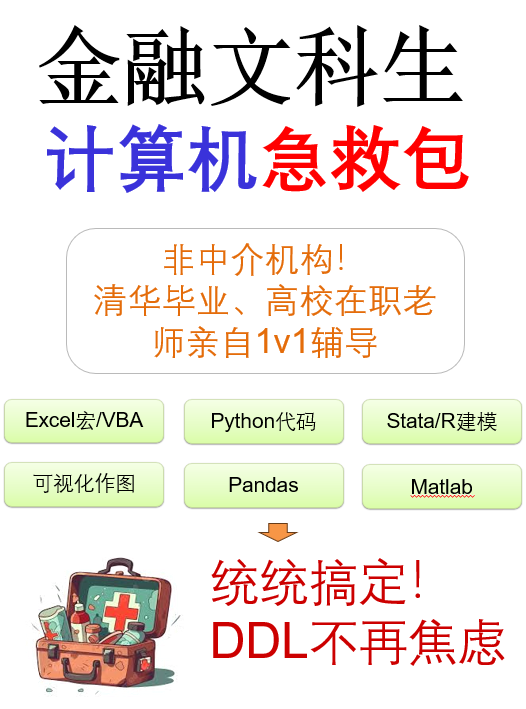 金融文科生
计算机急救包
非中介机构！
清华毕业、高校在职老
师亲自1v1辅导
Excel宏/VBA
Python代码
Stata/R建模
可视化作图
Pandas
Matlab
统统搞定！
DDL不再焦虑